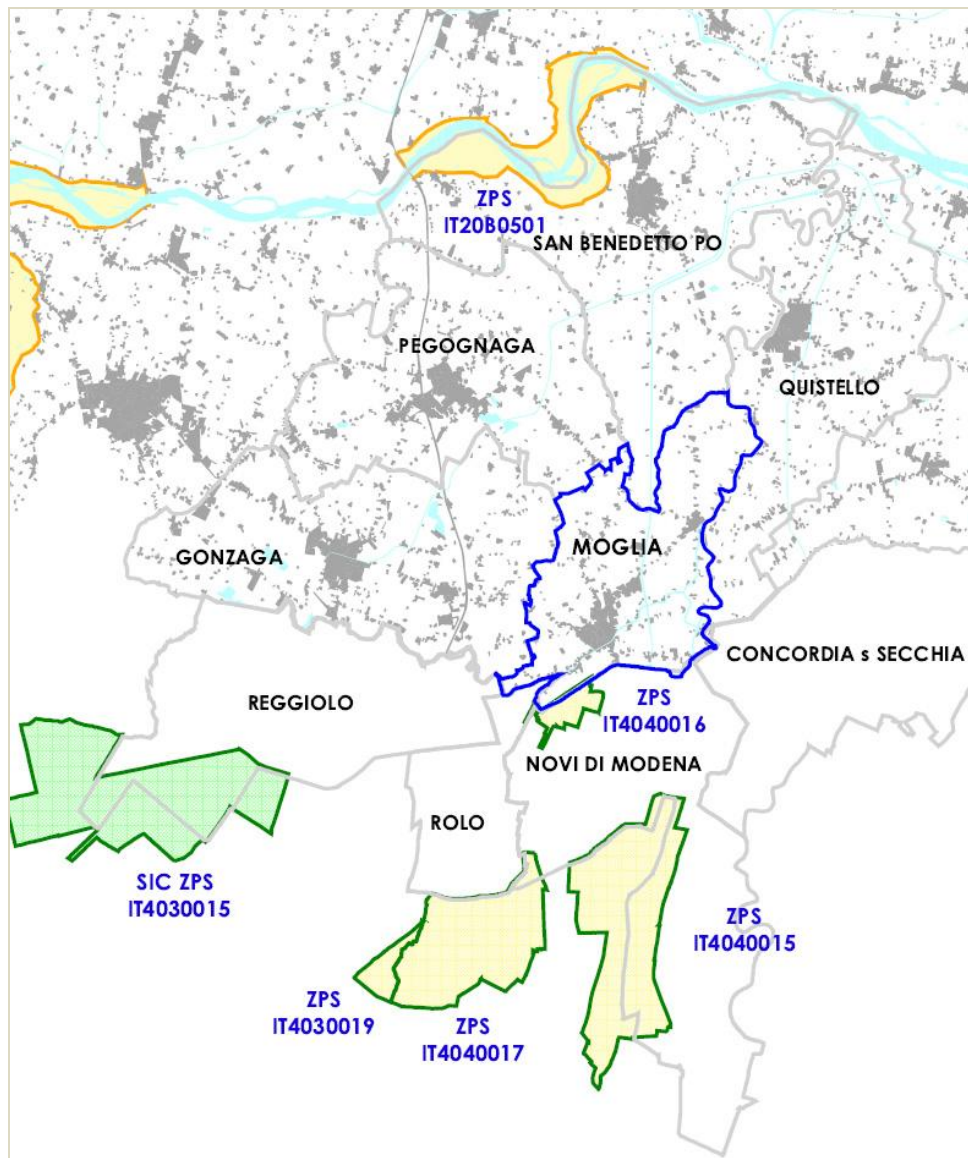 ZPS
IT20B0501
SAN BENEDETTO PO
PEGOGNAGA
QUISTELLO
MOGLIA
GONZAGA
CONCORDIA s SECCHIA
REGGIOLO
ZPS
IT4040016
NOVI DI MODENA
ROLO
SIC ZPS
IT4030015
ZPS
IT4040015
ZPS
IT4030019
ZPS
IT4040017